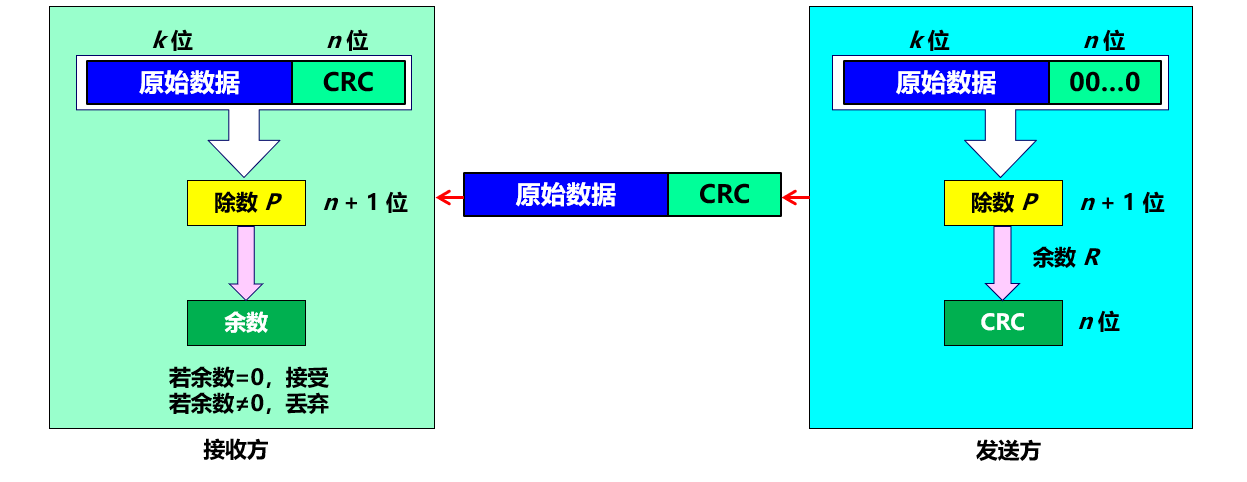 k 位 n 位
原始数据 CRC
除数 P n + 1 位
余数
若余数=0，接受
若余数≠0，丢弃
接收方
原始数据 CRC
k 位 n 位
原始数据 00…0
除数 P n + 1 位
余数 R
CRC n 位
发送方